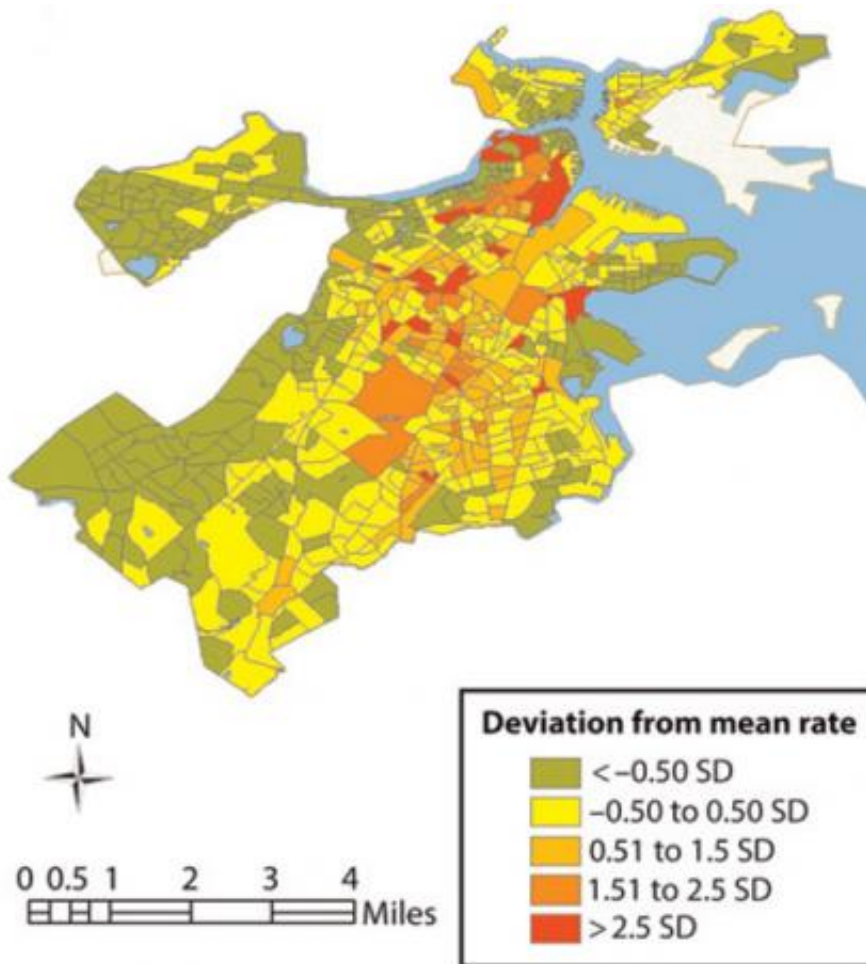 N
0 0.5 1 2 3 4
Miles
Deviation from mean rate
< –0.50 SD
–0.50 to 0.50 SD
0.51 to 1.5 SD
1.51 to 2.5 SD
> 2.5 SD